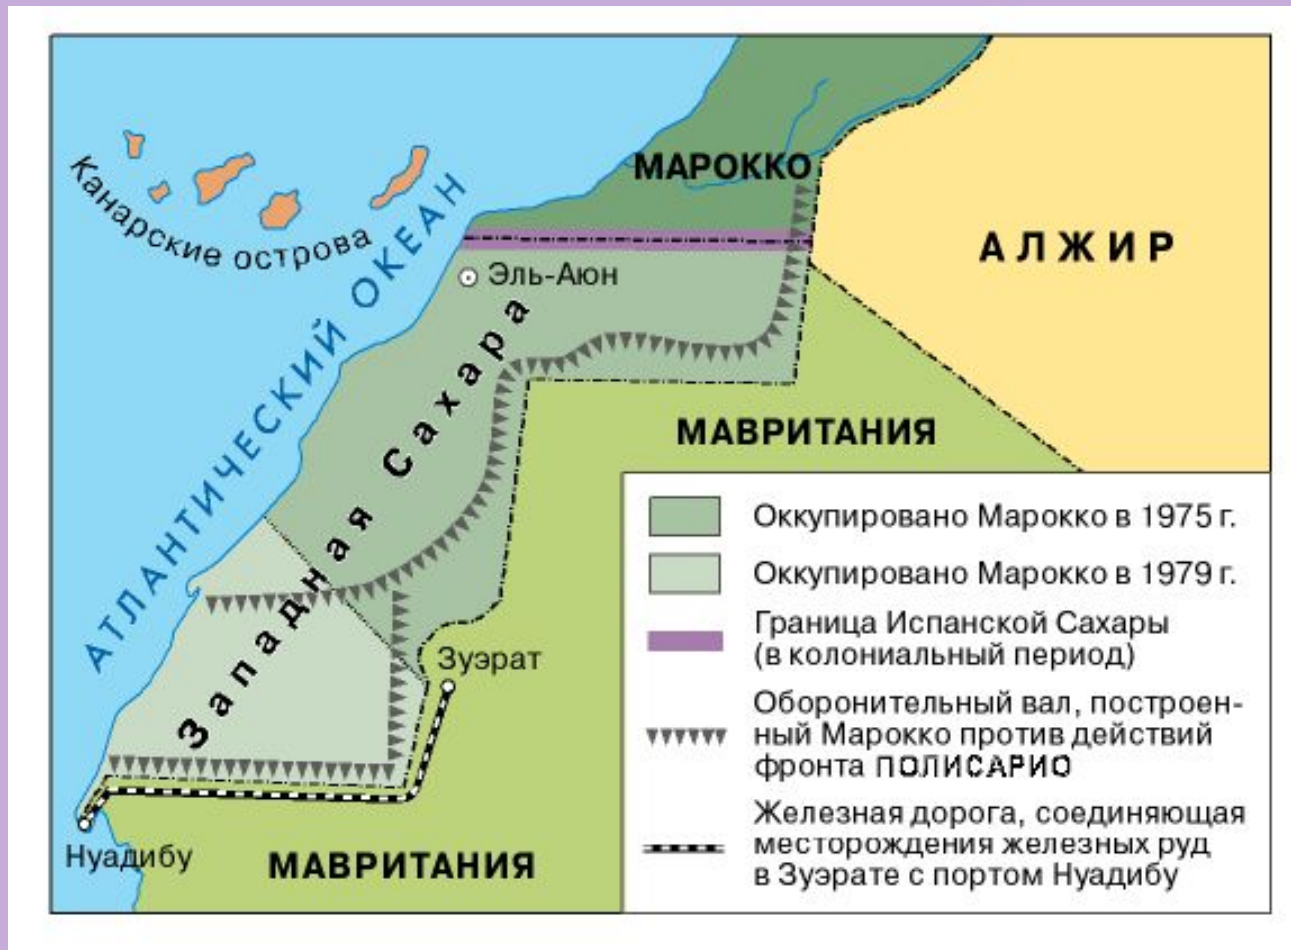 МАРОККО
Канарские острова
АТЛАНТИЧЕСКИЙ ОКЕАН
АЛЖИР
Эль-Аюн
Западная Сахара
МАВРИТАНИЯ
Оккупировано Марокко в 1975 г.
Оккупировано Марокко в 1979 г.
Граница Испанской Сахары
(в колониальный период)
Зуэрат
Оборонительный вал, построен-
ный Марокко против действий
фронта ПОЛИСАРИО
Железная дорога, соединяющая
месторождения железных руд
в Зуэрате с портом Нуадибу
Нуадибу
МАВРИТАНИЯ